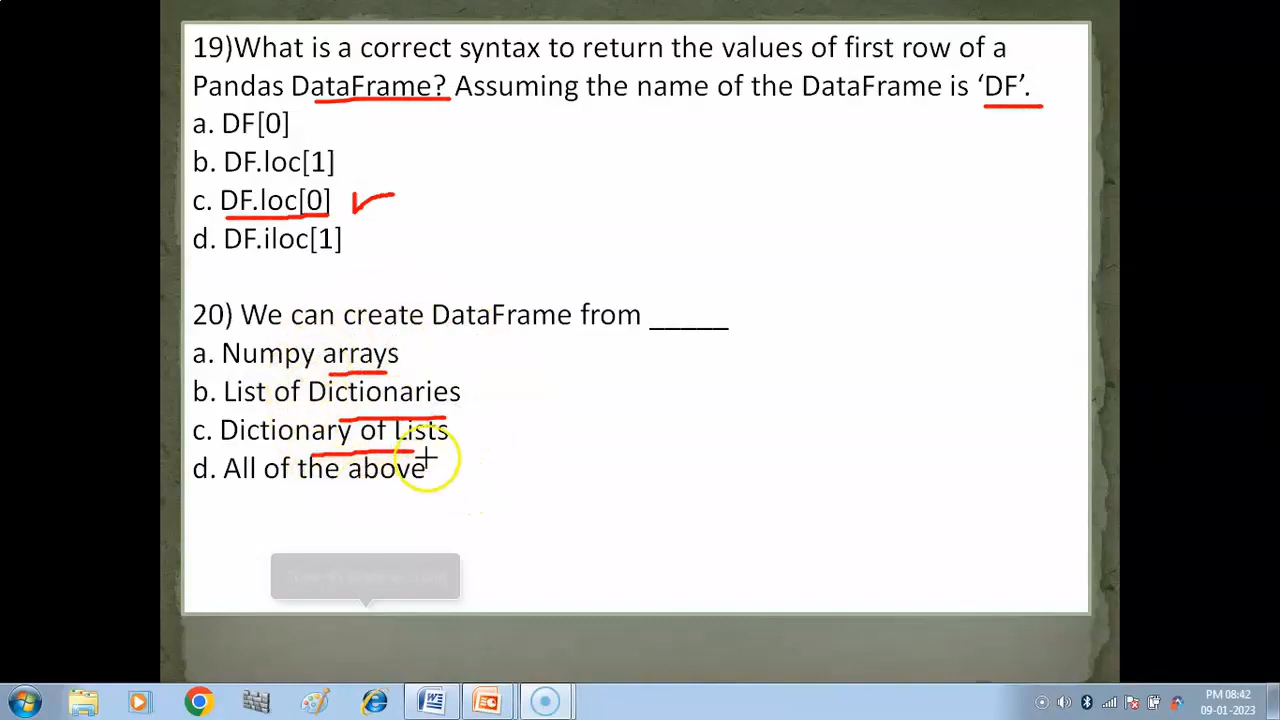 19)What is a correct syntax to return the values of first row of a
Pandas DataFrame? Assuming the name of the DataFrame is ‘DF’.
a. DF[0]
b. DF.loc[1]
c. DF.loc[0]
d. DF.iloc[1]
20) We can create DataFrame from _____
a. Numpy arrays
b. List of Dictionaries
c. Dictionary of Lists
d. All of the above
PM 08:42
09-01-2023